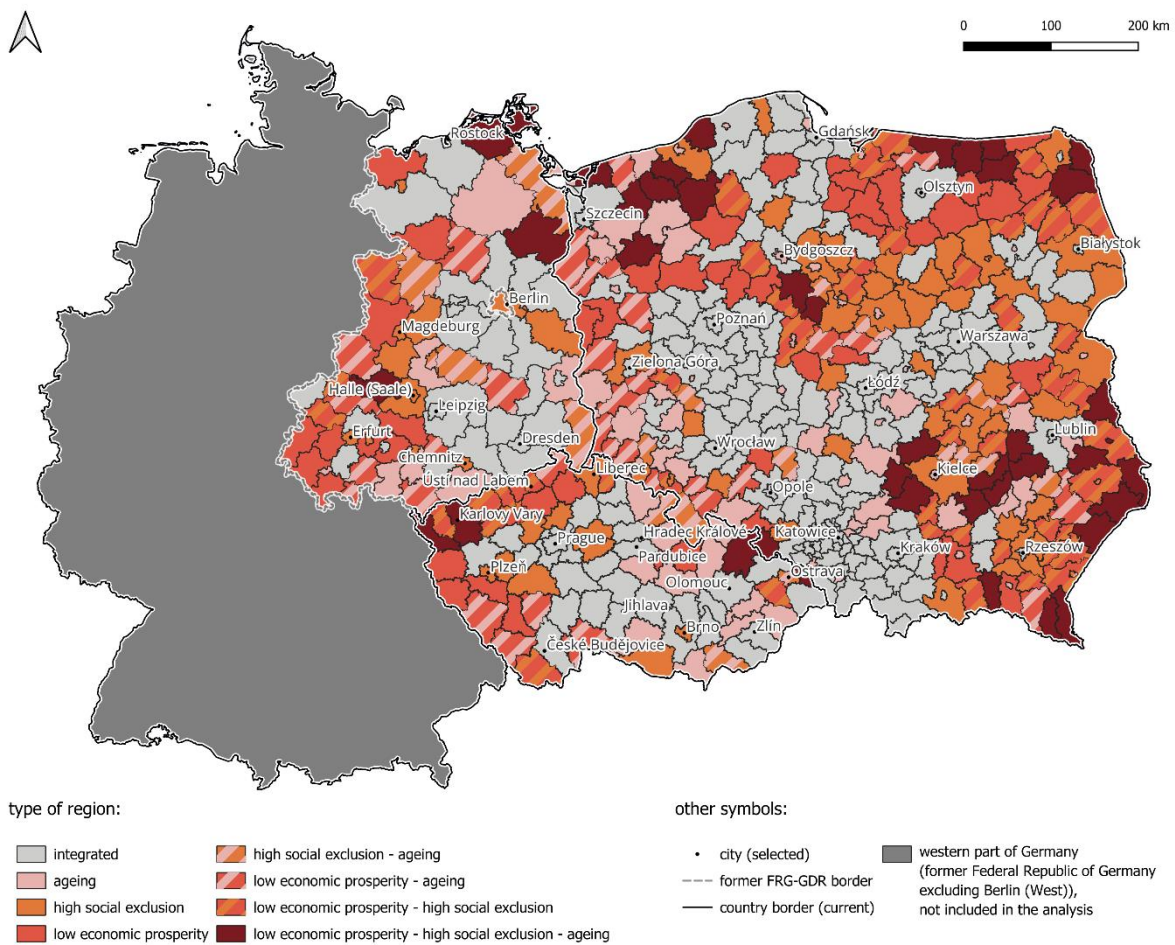 0 100 200 km
Rostock
Gdańsk
Olsztyn
Szczecin
Białystok
Bydgoszcz
Berlin
Poznań
Magdeburg
Warszawa
Zielona Góra
Halle (Saale)
Łódź
Leipzig
Erfurt
Lublin
Dresden
Wrocław
Chemnitz
Liberec
Kielce
Ústí nad Labem
Opole
Karlovy Vary
Hradec Králové
Katowice
Prague
Kraków
Rzeszów
Pardubice
Plzeň
Ostrava
Olomouc
Jihlava
Brno
Zlín
České Budějovice
type of region:
integrated
ageing
high social exclusion
low economic prosperity
high social exclusion - ageing
low economic prosperity - ageing
low economic prosperity - high social exclusion
low economic prosperity - high social exclusion - ageing
other symbols:
city (selected)
former FRG-GDR border
country border (current)
western part of Germany
(former Federal Republic of Germany
excluding Berlin (West)),
not included in the analysis